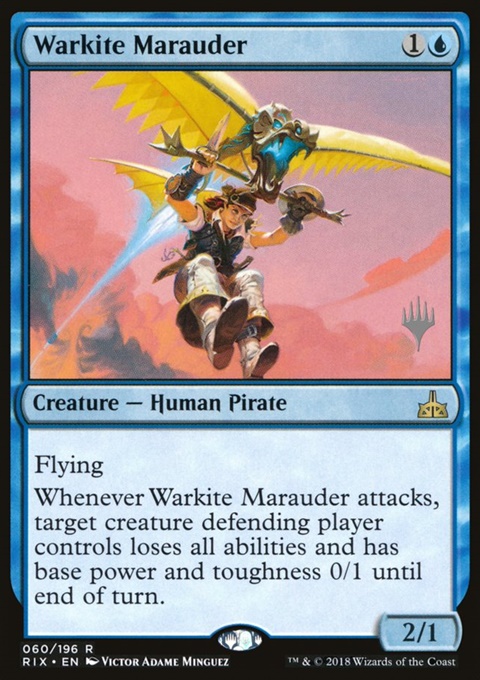 Warkite Marauder 1
Creature — Human Pirate
Flying
Whenever Warkite Marauder attacks,
target creature defending player
controls loses all abilities and has
base power and toughness 0/1 until
end of turn.
2/1
060/196 R
RIX • EN Victor Adame Minguez
™ & © 2018 Wizards of the Coast